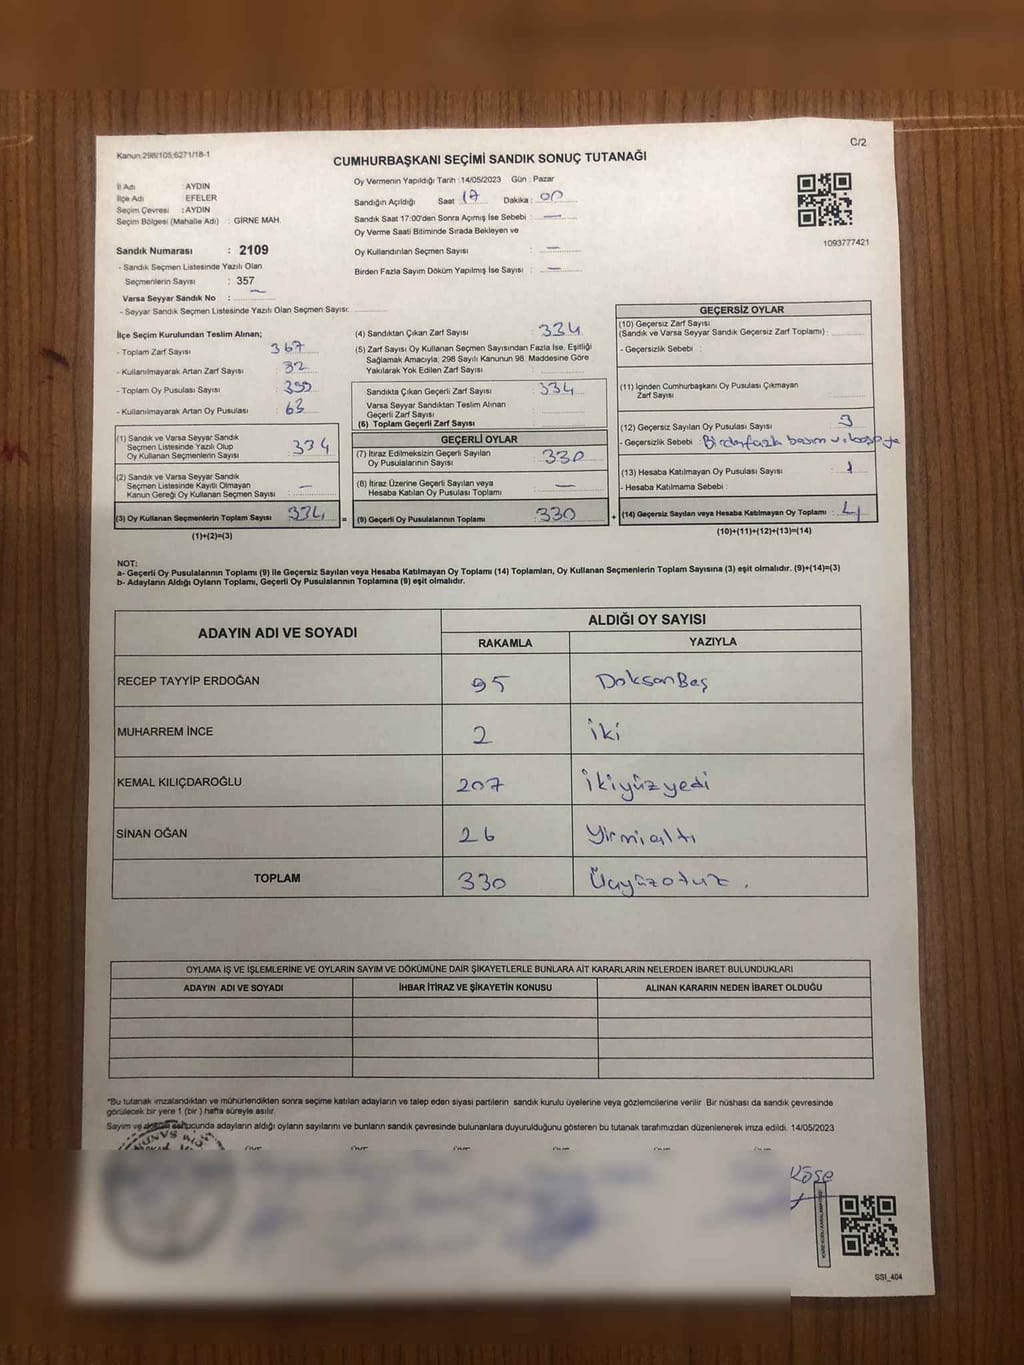 Kanun:298/105,6271/18-1
C/2
CUMHURBAŞKANI SEÇİMİ SANDIK SONUÇ TUTANAĞI
İl Adı AYDIN
İlçe Adı EFELER
Seçim Çevresi : AYDIN
Seçim Bölgesi (Mahalle Adı) : GİRNE MAH.
Sandık Numarası : 2109
- Sandık Seçmen Listesinde Yazılı Olan
Seçmenlerin Sayısı : 357
Varsa Seyyar Sandık No : —
- Seyyar Sandık Seçmen Listesinde Yazılı Olan Seçmen Sayısı:
Oy Vermenin Yapıldığı Tarih : 14/05/2023 Gün : Pazar
Sandığın Açıldığı Saat 17 Dakika : 00
Sandık Saat 17:00'den Sonra Açımış İse Sebebi : —
Oy Verme Saati Bitiminde Sırada Bekleyen ve
Oy Kullandırılan Seçmen Sayısı : —
Birden Fazla Sayım Döküm Yapılmış İse Sayısı : —
1093777421
İlçe Seçim Kurulundan Teslim Alınan;
- Toplam Zarf Sayısı : 367
- Kullanılmayarak Artan Zarf Sayısı : 32
- Toplam Oy Pusulası Sayısı :
- Kullanılmayarak Artan Oy Pusulası : 63
(1) Sandık ve Varsa Seyyar Sandık
Seçmen Listesinde Yazılı Olup
Oy Kullanan Seçmenlerin Sayısı : 334
(2) Sandık ve Varsa Seyyar Sandık
Seçmen Listesinde Kayıtlı Olmayan
Kanun Gereği Oy Kullanan Seçmen Sayısı : —
(3) Oy Kullanan Seçmenlerin Toplam Sayısı : 334 =
(1)+(2)=(3)
(4) Sandıktan Çıkan Zarf Sayısı : 334
(5) Zarf Sayısı Oy Kullanan Seçmen Sayısından Fazla İse, Eşitliği
Sağlamak Amacıyla, 298 Sayılı Kanunun 98. Maddesine Göre
Yakılarak Yok Edilen Zarf Sayısı :
Sandıkta Çıkan Geçerli Zarf Sayısı : 334
Varsa Seyyar Sandıktan Teslim Alınan
Geçerli Zarf Sayısı :
(6) Toplam Geçerli Zarf Sayısı :
GEÇERLİ OYLAR
(7) İtiraz Edilmeksizin Geçerli Sayılan
Oy Pusulalarının Sayısı : 330
(8) İtiraz Üzerine Geçerli Sayılan veya
Hesaba Katılan Oy Pusulası Toplamı : —
(9) Geçerli Oy Pusulalarının Toplamı : 330 +
GEÇERSİZ OYLAR
(10) Geçersiz Zarf Sayısı
(Sandık ve Varsa Seyyar Sandık Geçersiz Zarf Toplamı) :
- Geçersizlik Sebebi :
(11) İçinden Cumhurbaşkanı Oy Pusulası Çıkmayan
Zarf Sayısı :
(12) Geçersiz Sayılan Oy Pusulası Sayısı : 3
- Geçersizlik Sebebi : Birden fazla basım
(13) Hesaba Katılmayan Oy Pusulası Sayısı : 1
- Hesaba Katılmama Sebebi :
(14) Geçersiz Sayılan veya Hesaba Katılmayan Oy Toplamı : 4
(10)+(11)+(12)+(13)=(14)
NOT:
a- Geçerli Oy Pusulalarının Toplamı (9) ile Geçersiz Sayılan veya Hesaba Katılmayan Oy Toplamı (14) Toplamları, Oy Kullanan Seçmenlerin Toplam Sayısına (3) eşit olmalıdır. (9)+(14)=(3)
b- Adayların Aldığı Oyların Toplamı, Geçerli Oy Pusulalarının Toplamına (9) eşit olmalıdır.
ADAYIN ADI VE SOYADI
ALDIĞI OY SAYISI
RAKAMLA YAZIYLA
RECEP TAYYİP ERDOĞAN 95 DoksanBeş
MUHARREM İNCE 2 İki
KEMAL KILIÇDAROĞLU 207 İkiyüzyedi
SİNAN OĞAN 26 Yirmialtı
TOPLAM 330 Üçyüzotuz.
OYLAMA İŞ VE İŞLEMLERİNE VE OYLARIN SAYIM VE DÖKÜMÜNE DAİR ŞİKAYETLERLE BUNLARA AİT KARARLARIN NELERDEN İBARET BULUNDUKLARI
ADAYIN ADI VE SOYADI İHBAR İTİRAZ VE ŞİKAYETİN KONUSU ALINAN KARARIN NEDEN İBARET OLDUĞU
*Bu tutanak imzalandıktan ve mühürlendikten sonra seçime katılan adayların ve talep eden siyasi partilerin sandık kurulu üyelerine veya gözlemcilerine verilir. Bir nüshası da sandık çevresinde
görülecek bir yere 1 (bir ) hafta süreyle asılır.
Sayım ve döküm sonucunda adayların aldığı oyların sayılarını ve bunların sandık çevresinde bulunanlara duyurulduğunu gösteren bu tutanak tarafımızdan düzenlenerek imza edildi. 14/05/2023
Köse
SSI_404